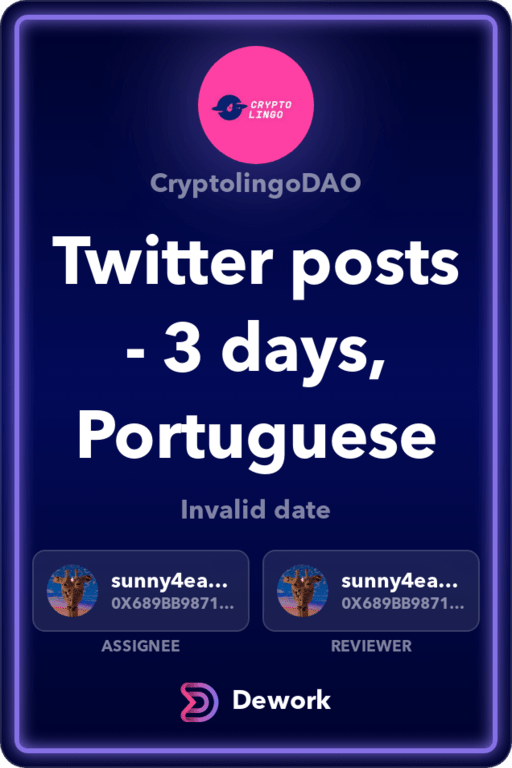 CRYPTO
LINGO
CryptolingoDAO
Twitter posts
- 3 days,
Portuguese
Invalid date
sunny4ea...
0X689BB9871...
ASSIGNEE
sunny4ea...
0X689BB9871...
REVIEWER
Dework